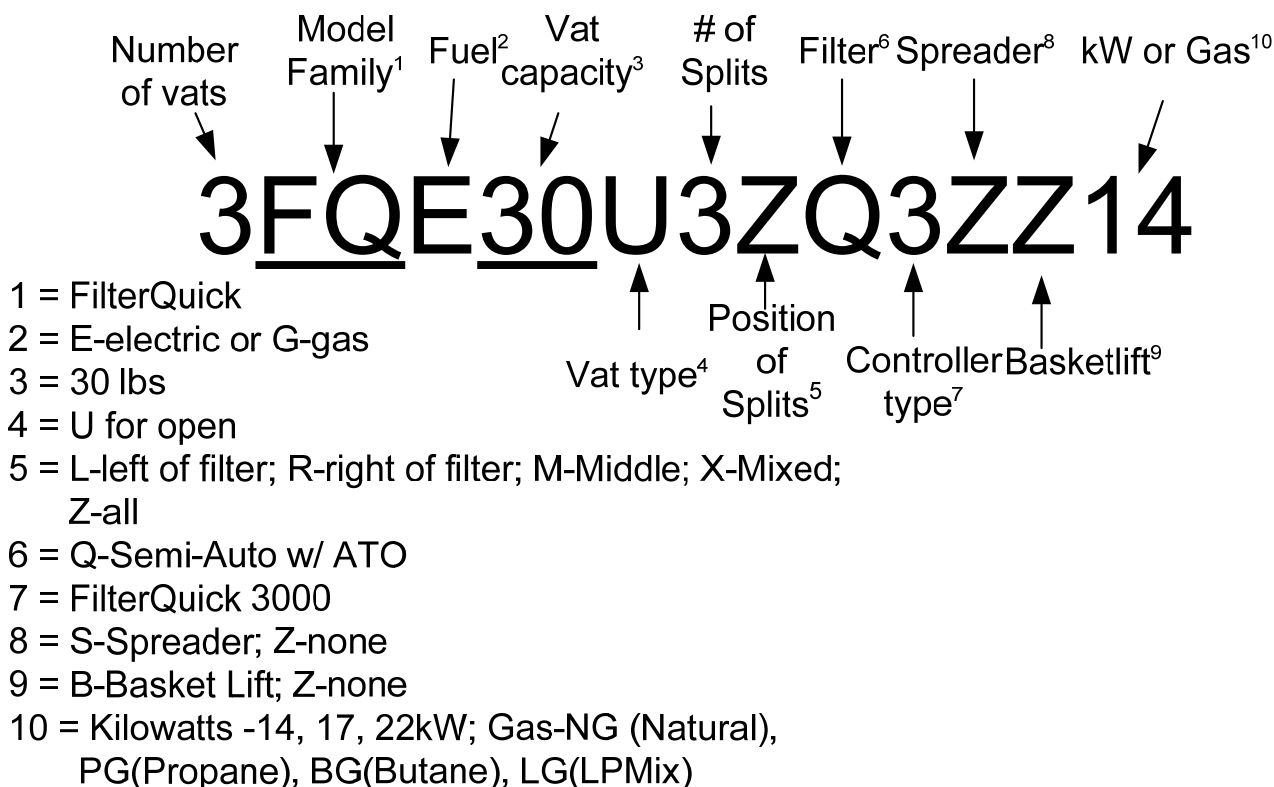 Number
of vats
Model
Family1
Fuel2
Vat
capacity3
# of
Splits
Filter6
Spreader8
kW or Gas10
3FQE30U3ZQ3ZZ14
Vat type4
Position
of
Splits5
Controller
type7
Basketlift9
1 = FilterQuick
2 = E-electric or G-gas
3 = 30 lbs
4 = U for open
5 = L-left of filter; R-right of filter; M-Middle; X-Mixed;
Z-all
6 = Q-Semi-Auto w/ ATO
7 = FilterQuick 3000
8 = S-Spreader; Z-none
9 = B-Basket Lift; Z-none
10 = Kilowatts -14, 17, 22kW; Gas-NG (Natural),
PG(Propane), BG(Butane), LG(LPMix)